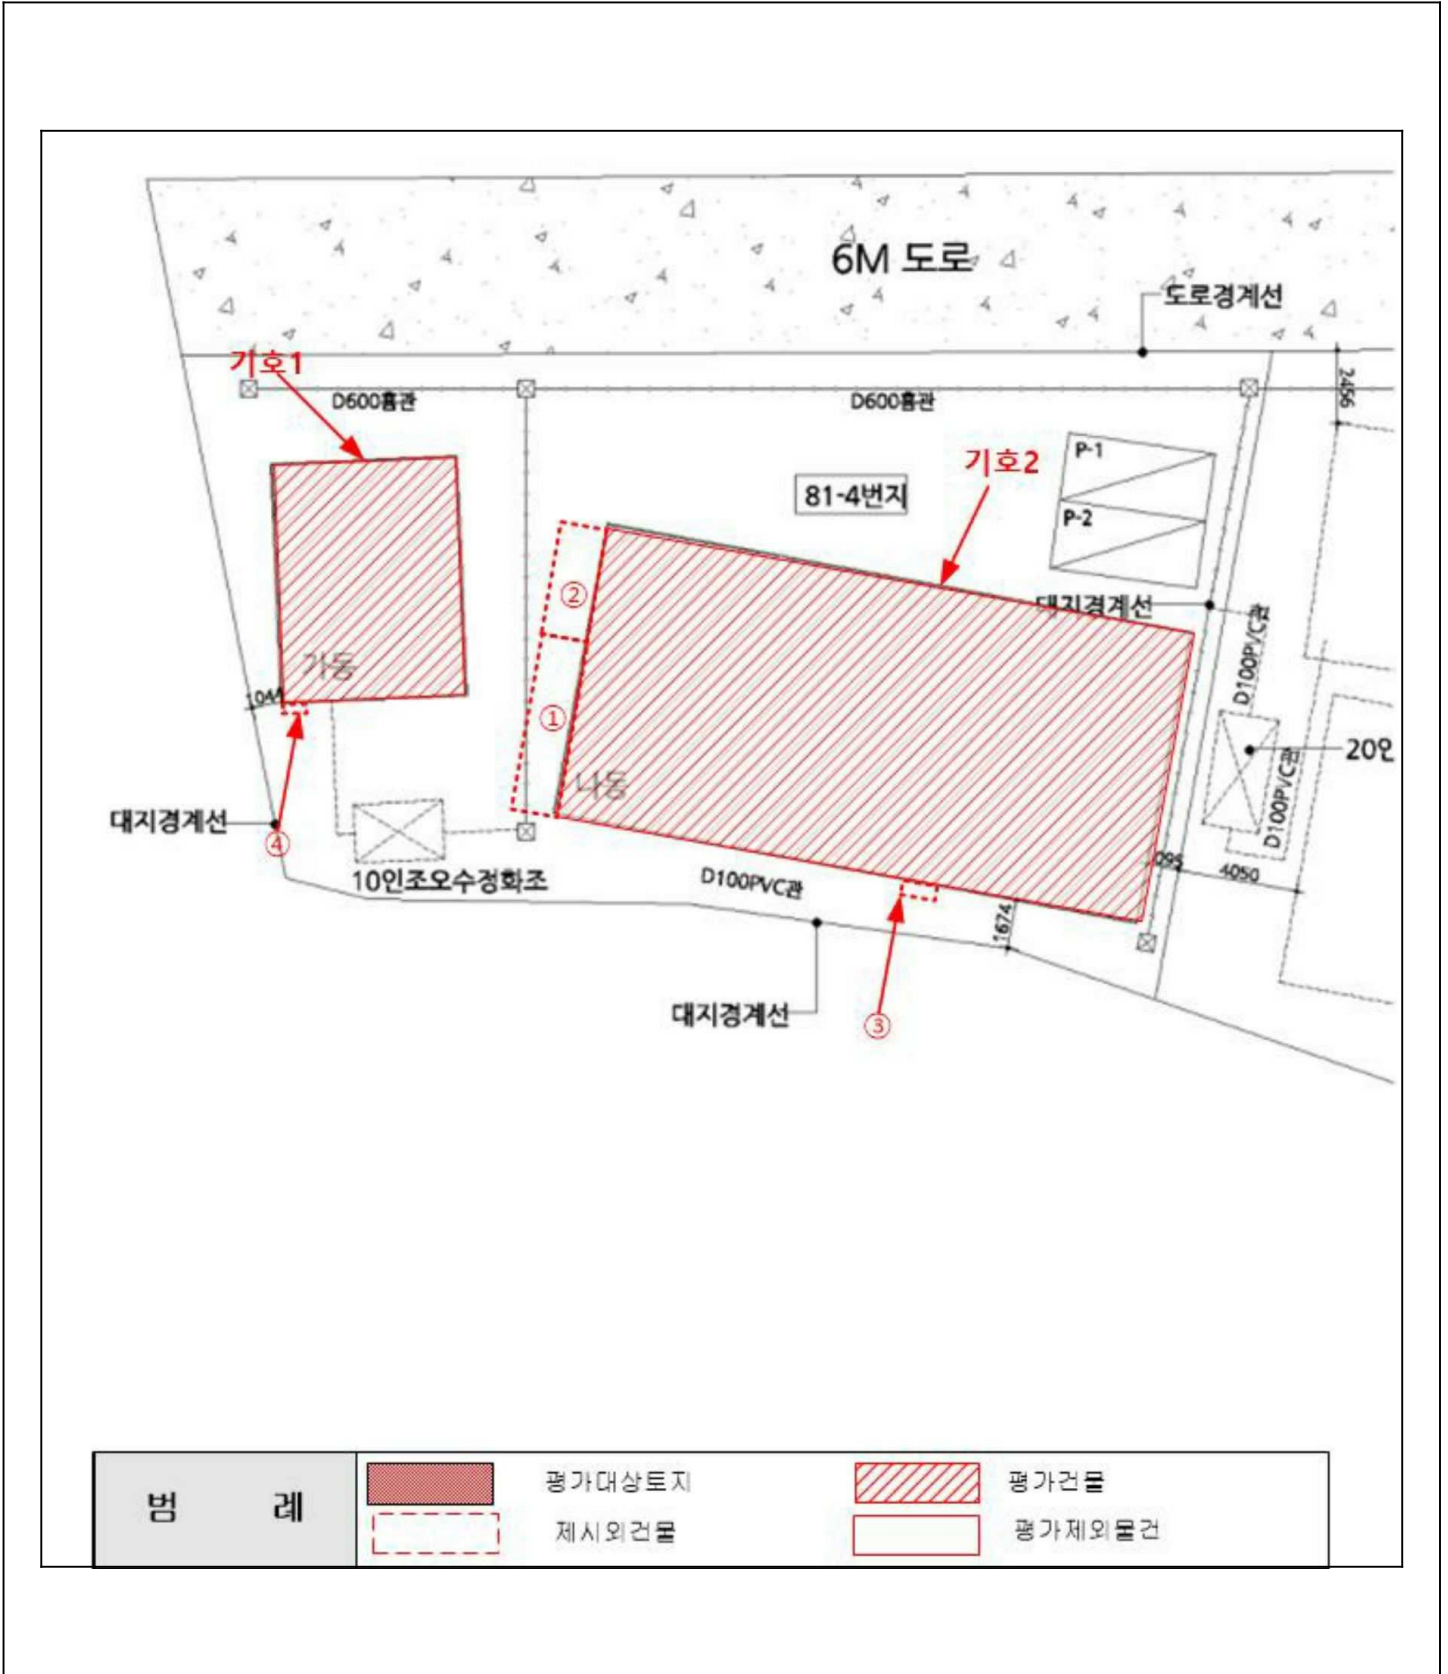 6M 도로
도로경계선
기호1
D600흄관
D600흄관
2456
P-1
기호2
81-4번지
P-2
②
대지경계선
D100PVC관
가동
1044
①
20인
나동
D100PVC관
대지경계선
④
095
4050
10인조오수정화조
D100PVC관
1674
대지경계선
③
범 례
평가대상토지
평가건물
제시외건물
평가제외물건